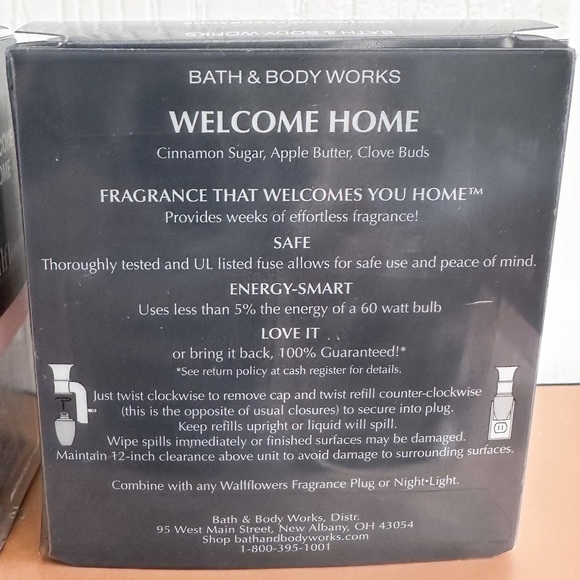 BATH & BODY WORKS
BATH & BODY WORKS
WELCOME HOME
Cinnamon Sugar, Apple Butter, Clove Buds
FRAGRANCE THAT WELCOMES YOU HOME™
Provides weeks of effortless fragrance!
SAFE
Thoroughly tested and UL listed fuse allows for safe use and peace of mind.
ENERGY-SMART
Uses less than 5% the energy of a 60 watt bulb
LOVE IT
or bring it back, 100% Guaranteed!*
*See return policy at cash register for details.
Just twist clockwise to remove cap and twist refill counter-clockwise
(this is the opposite of usual closures) to secure into plug.
Keep refills upright or liquid will spill.
Wipe spills immediately or finished surfaces may be damaged.
Maintain 12-inch clearance above unit to avoid damage to surrounding surfaces.
Combine with any Wallflowers Fragrance Plug or Night•Light.
Bath & Body Works, Distr.
95 West Main Street, New Albany, OH 43054
Shop bathandbodyworks.com
1-800-395-1001